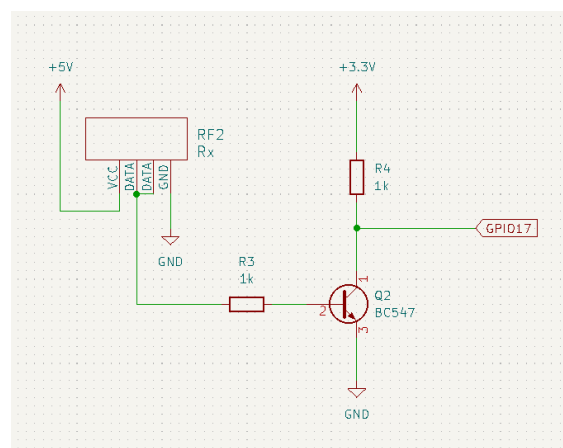 +5V
+3.3V
RF2
Rx
VCC
DATA
DATA
GND
R4
1k
GPIO17
GND
R3
1k
1
Q2
BC547
2
3
GND